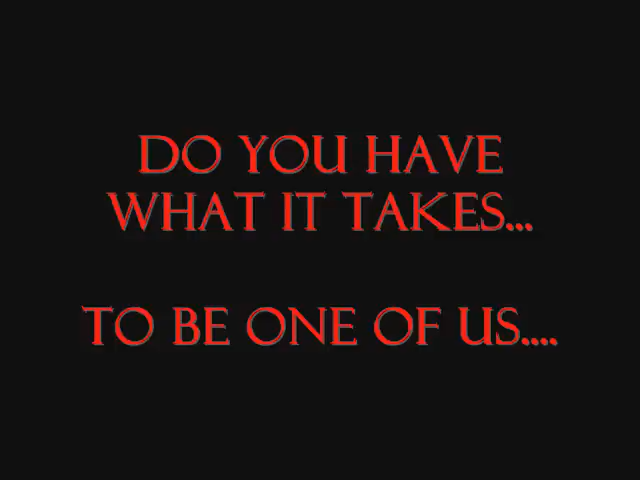 DO YOU HAVE
WHAT IT TAKES...
TO BE ONE OF US....